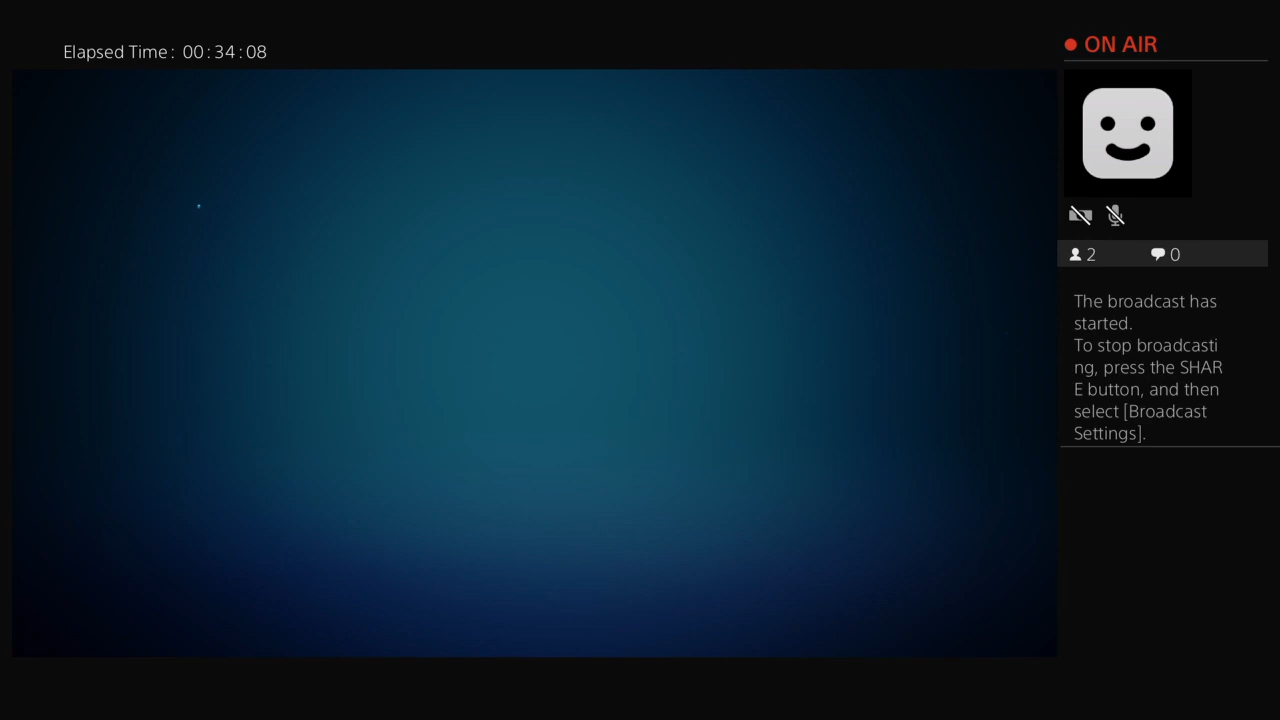 Elapsed Time: 00:34:08
ON AIR
2
0
The broadcast has
started.
To stop broadcasti
ng, press the SHAR
E button, and then
select [Broadcast
Settings].